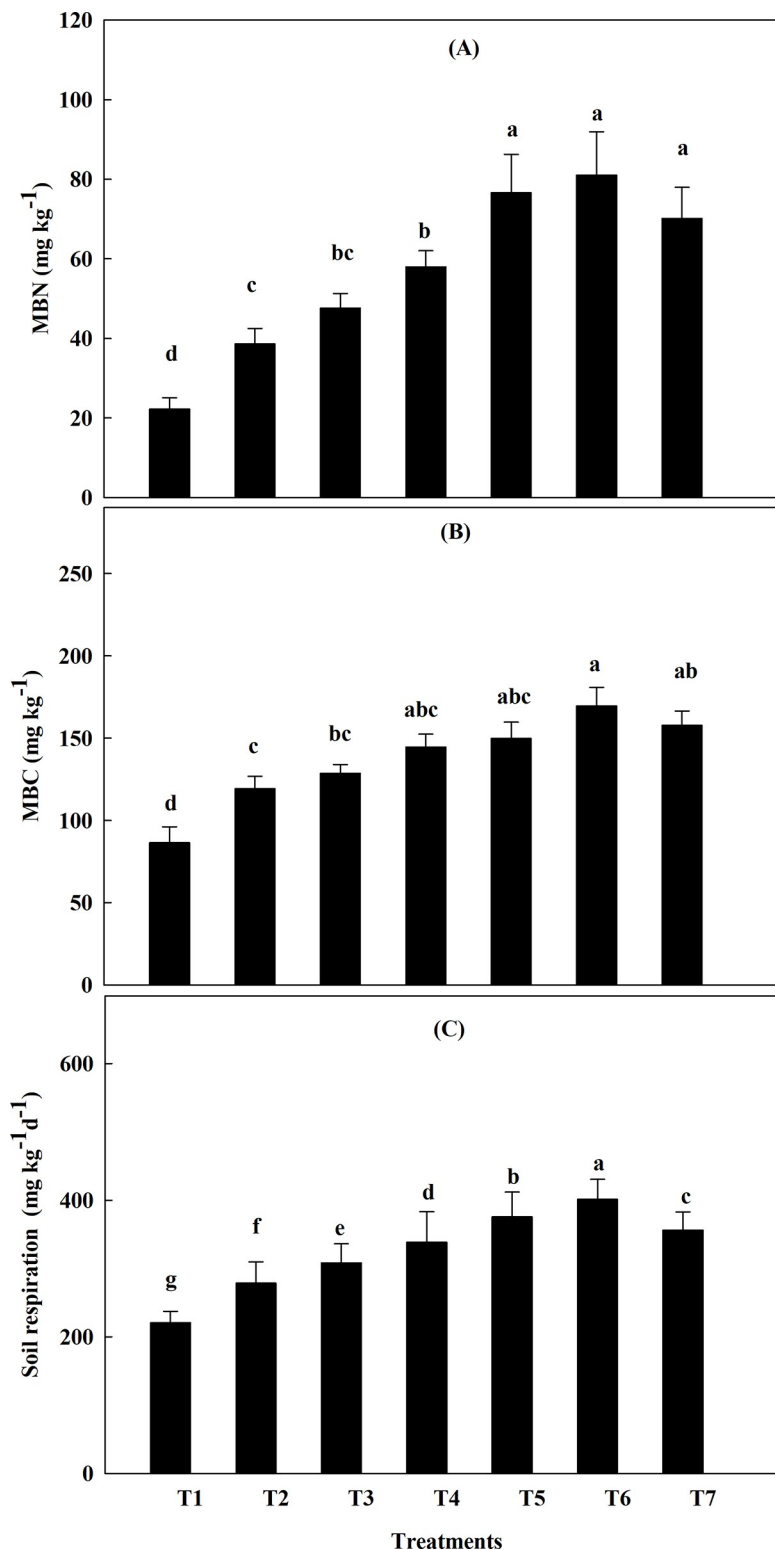 120
(A)
100
a
a
a
80
MBN (mg kg-1)
b
60
bc
c
40
d
20
0
(B)
250
200
a
ab
MBC (mg kg-1)
abc
abc
150
bc
c
d
100
50
0
(C)
600
Soil respiration (mg kg-1d-1)
a
b
c
400
d
e
f
g
200
0
T1 T2 T3 T4 T5 T6 T7
Treatments